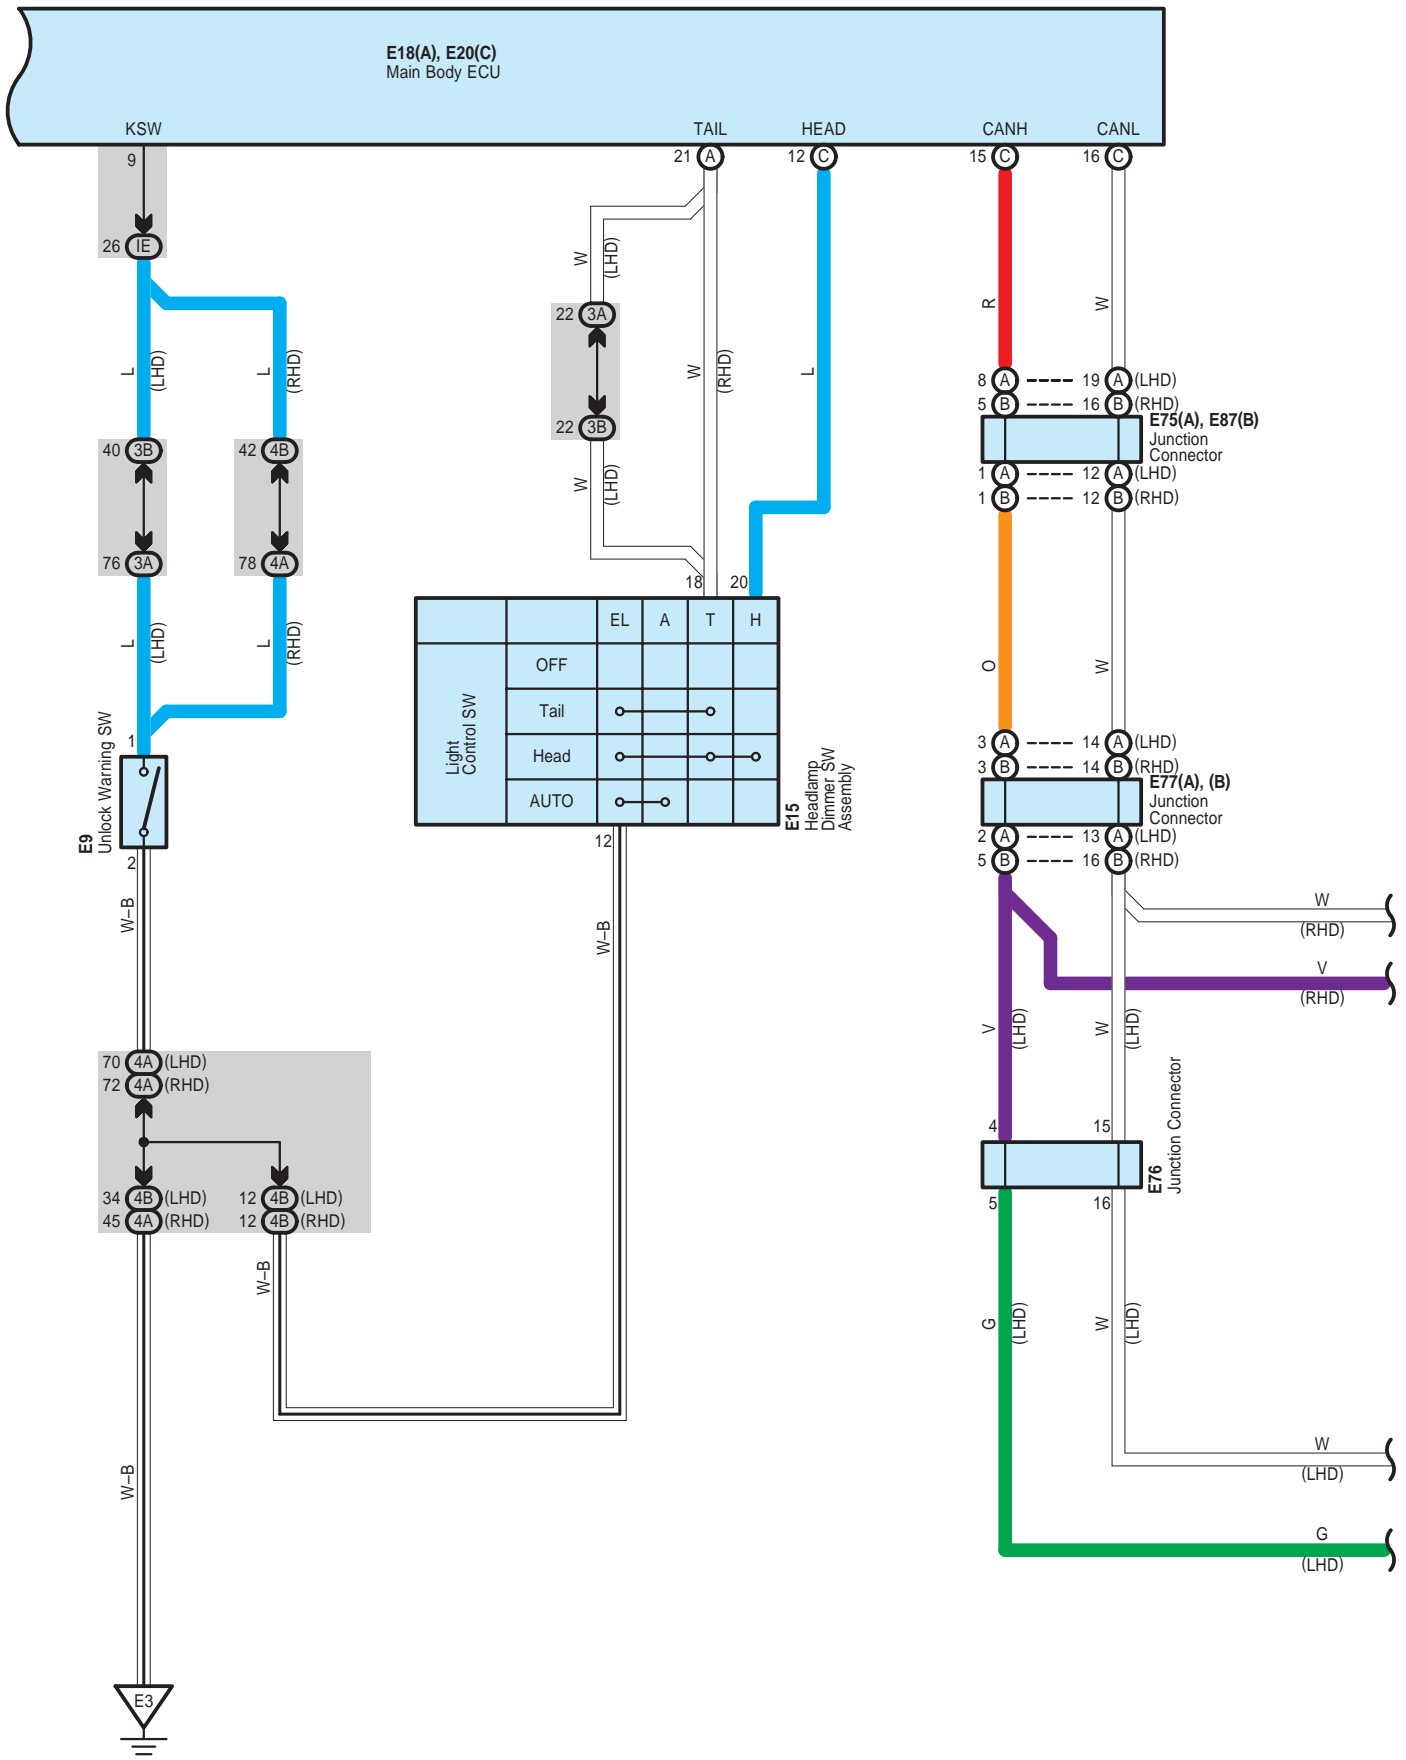 E18(A), E20(C)
Main Body ECU
KSW TAIL HEAD CANH CANL
9 21 A 12 C 15 C 16 C
26 IE
W (LHD)
R W
22 3A
L (LHD) L (RHD) W (RHD) L
8 A 19 A (LHD)
5 B 16 B (RHD)
E75(A), E87(B)
Junction
Connector
22 3B
40 3B 42 4B
1 A 12 A (LHD)
1 B 12 B (RHD)
W (LHD)
76 3A 78 4A
18 20
EL A T H
L (LHD) L (RHD)
O W
Light
Control SW
OFF
Tail
Head
AUTO
E15
Headlamp
Dimmer SW
Assembly
1
E9
Unlock Warning SW
2
12
3 A 14 A (LHD)
3 B 14 B (RHD)
E77(A), (B)
Junction
Connector
2 A 13 A (LHD)
5 B 16 B (RHD)
W–B W–B
W
(RHD)
V
(RHD)
V (LHD) W (LHD)
70 4A (LHD)
72 4A (RHD)
4 15
E76
Junction Connector
5 16
34 4B (LHD) 12 4B (LHD)
45 4A (RHD) 12 4B (RHD)
W–B
G (LHD) W (LHD)
W
(LHD)
W–B
G
(LHD)
E3